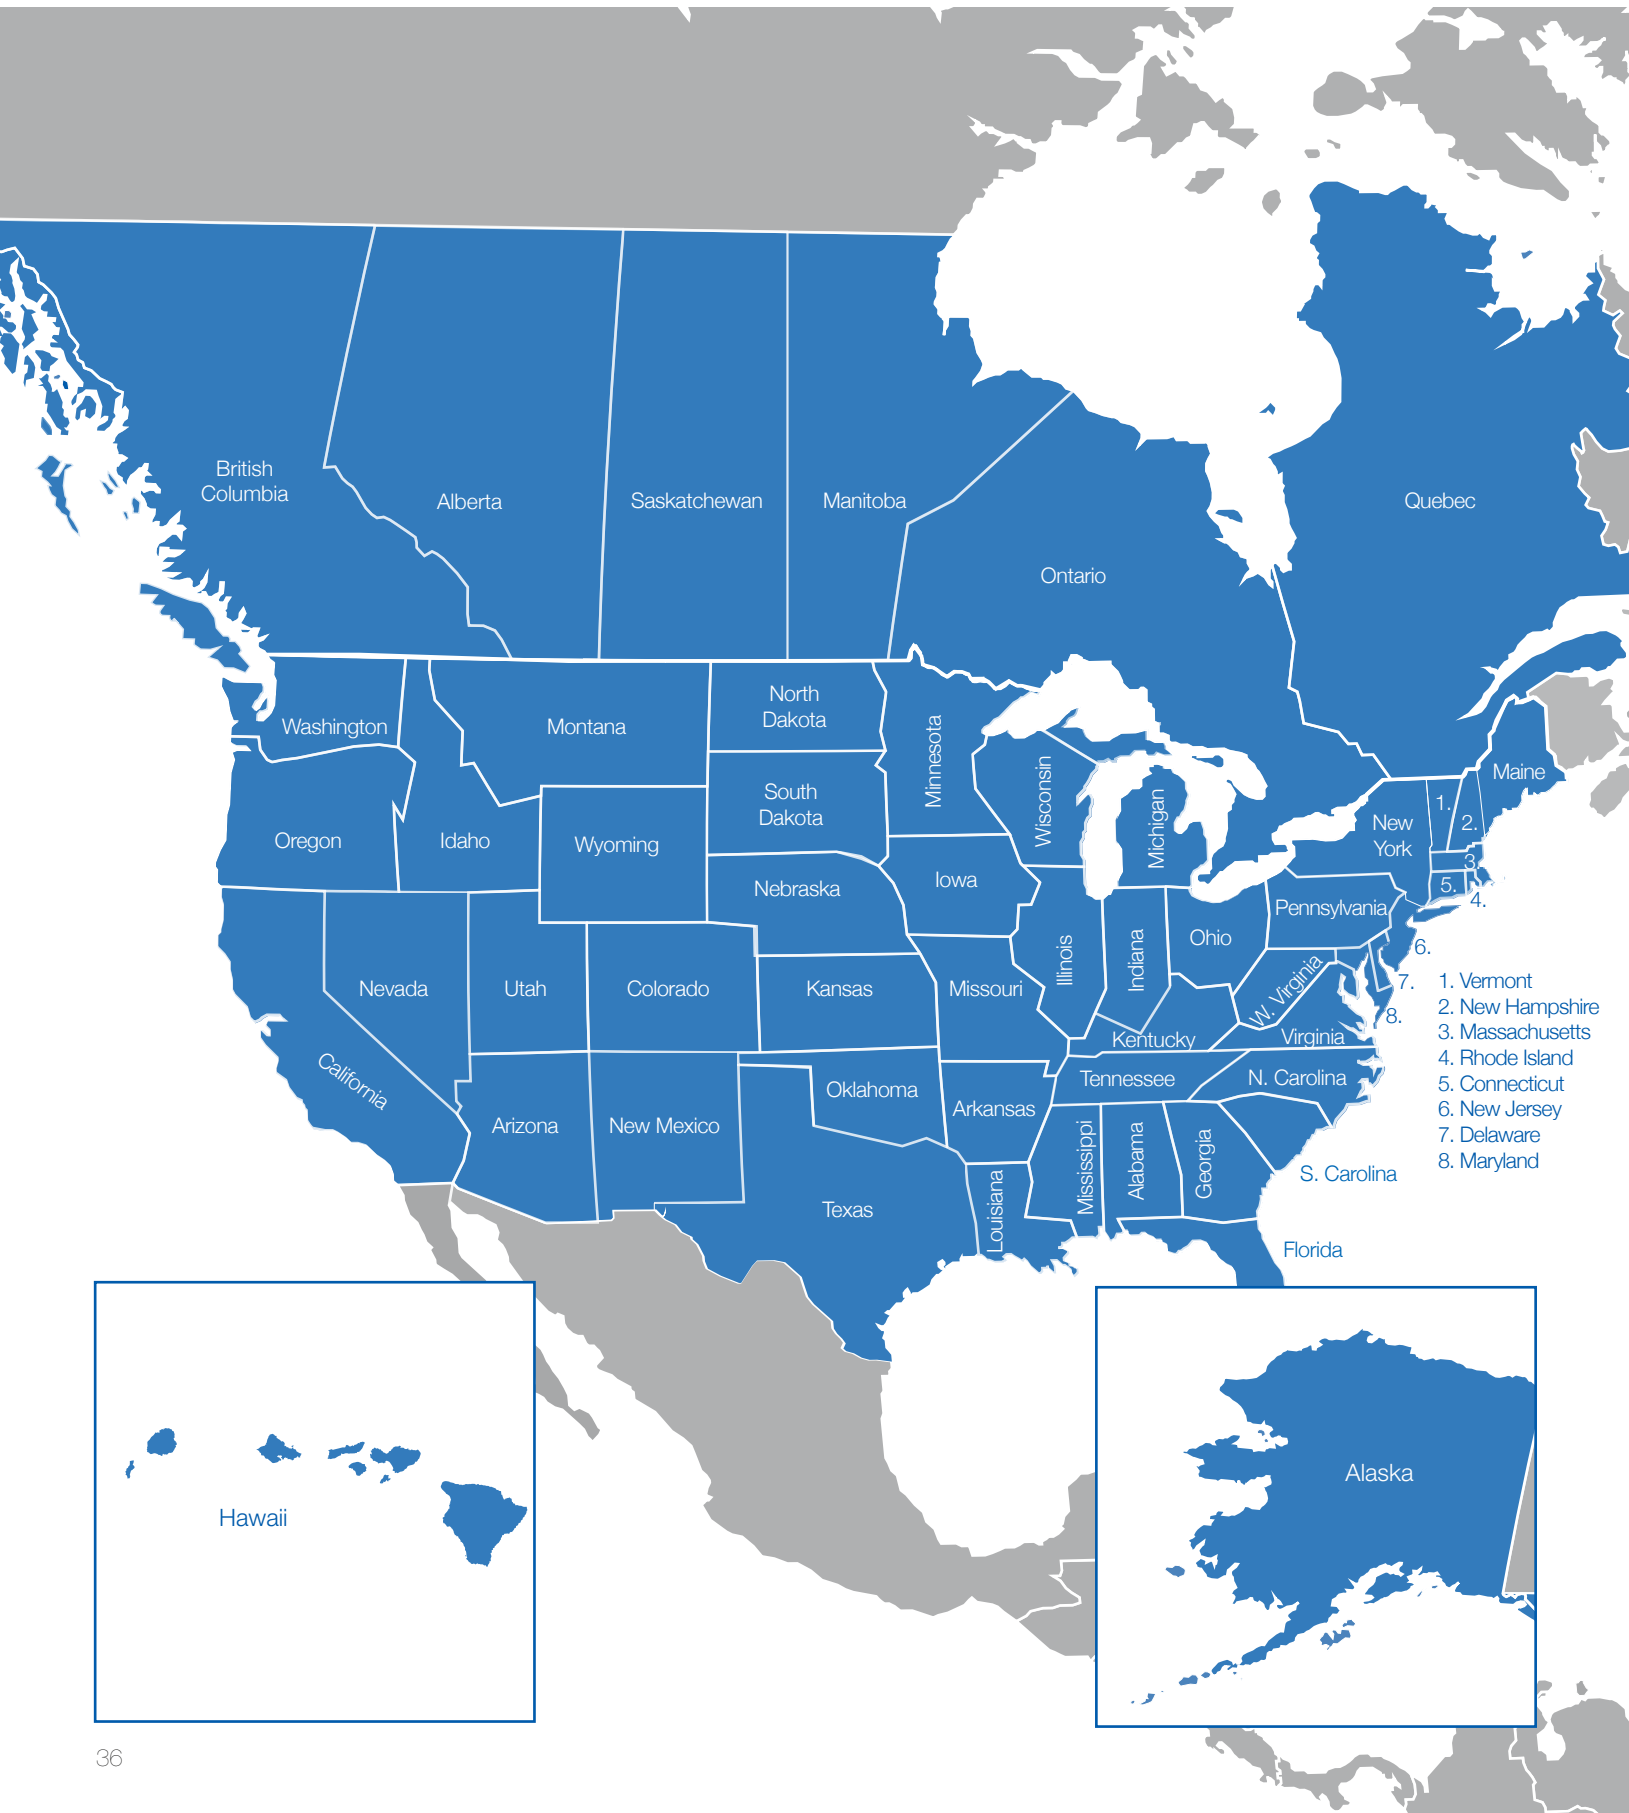 British
Columbia
Alberta
Saskatchewan
Manitoba
Quebec
Ontario
Washington
Montana
North
Dakota
Minnesota
South
Dakota
Wisconsin
Michigan
Maine
1.
2.
New
York
3.
5.
4.
Oregon
Idaho
Wyoming
Nebraska
Iowa
Pennsylvania
Illinois
Indiana
Ohio
6.
Nevada
Utah
Colorado
Kansas
Missouri
W. Virginia
7.
8.
Kentucky
Virginia
1. Vermont
2. New Hampshire
3. Massachusetts
4. Rhode Island
5. Connecticut
6. New Jersey
7. Delaware
8. Maryland
California
Arizona
New Mexico
Oklahoma
Arkansas
Tennessee
N. Carolina
Mississippi
Alabama
Georgia
S. Carolina
Texas
Louisiana
Florida
Hawaii
Alaska
36